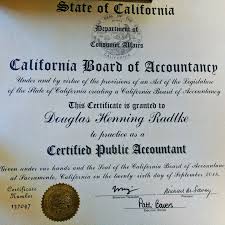 State of California
Department of
Consumer Affairs
California Board of Accountancy
Under and by virtue of the provisions of an Act of the Legislature
of the State of California creating a California Board of Accountancy
This Certificate is granted to
Douglas Henning Radtke
to practice as a
Certified Public Accountant
Given under our hands and the Seal of the California Board of Accountancy
at Sacramento, California on the twenty sixth day of September 2015.
Certificate
Number